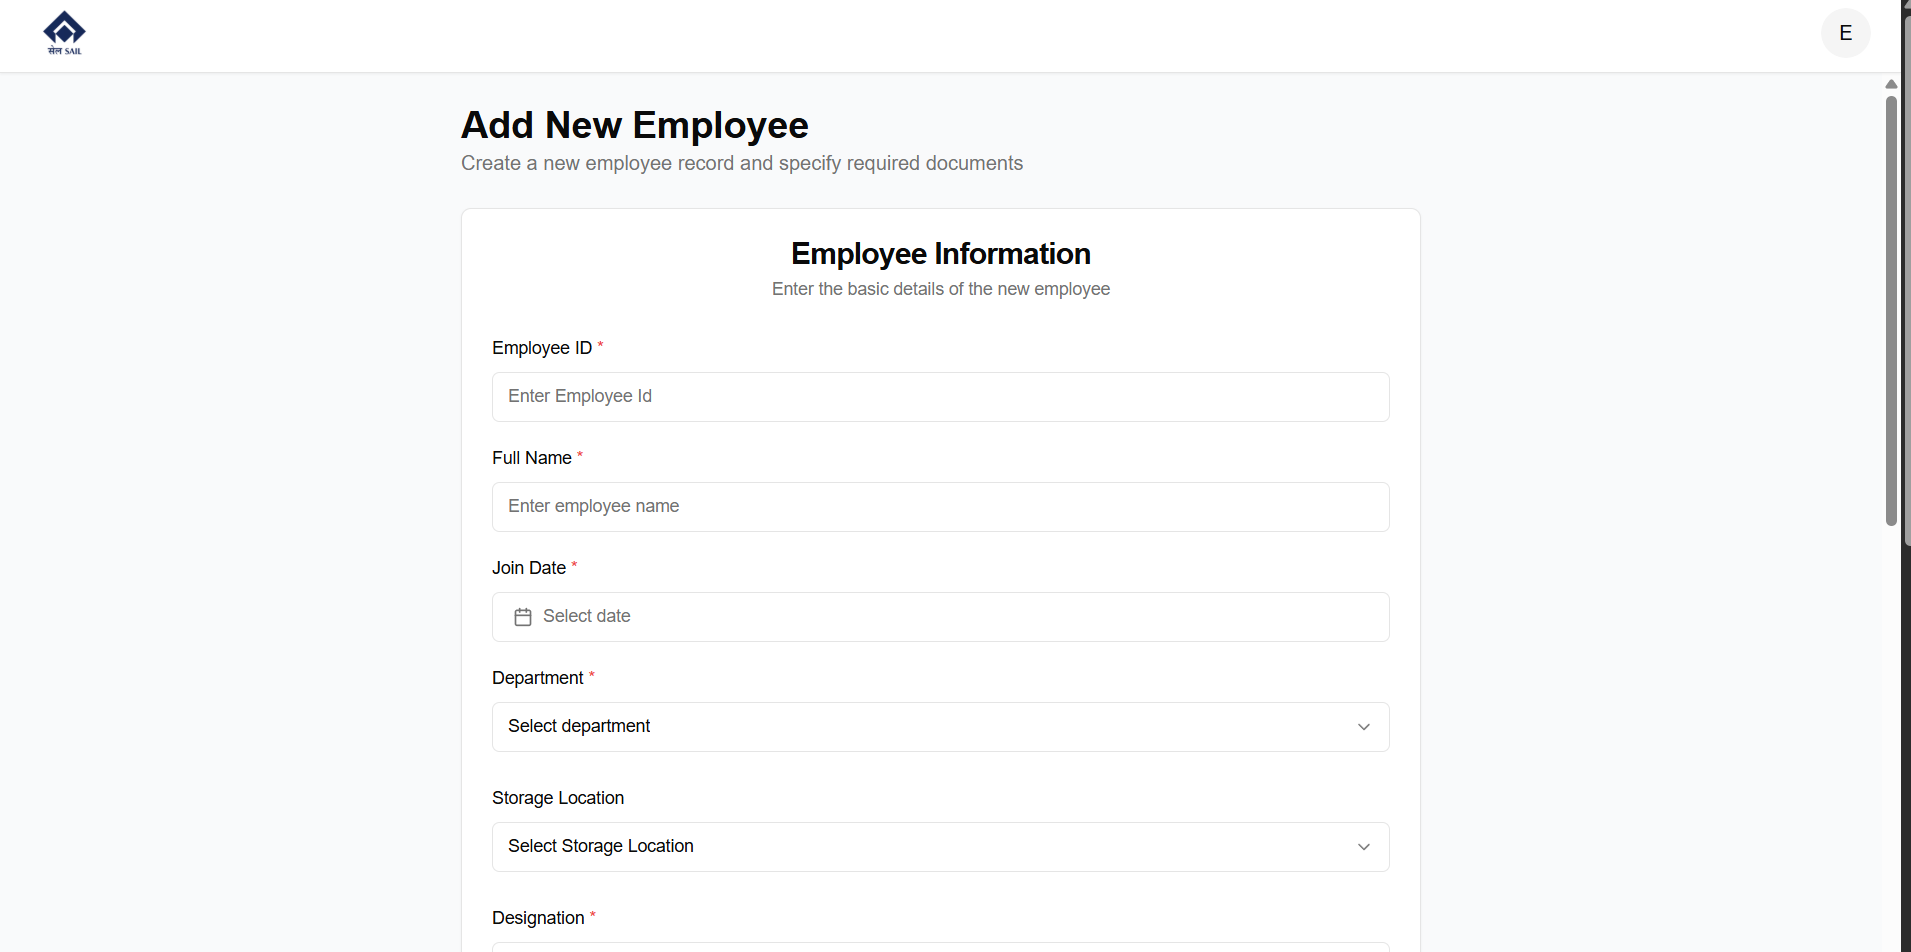 सेल SAIL
E
Add New Employee
Create a new employee record and specify required documents
Employee Information
Enter the basic details of the new employee
Employee ID *
Enter Employee Id
Full Name *
Enter employee name
Join Date *
Select date
Department *
Select department
Storage Location
Select Storage Location
Designation *